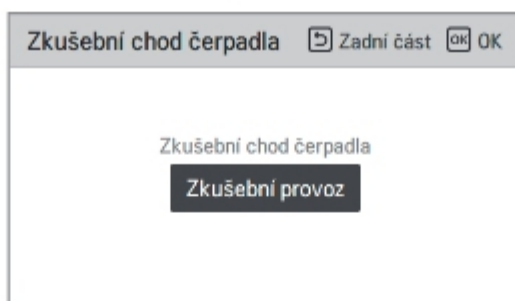 Zkušební chod čerpadla Zadní část OK OK
Zkušební chod čerpadla
Zkušební provoz